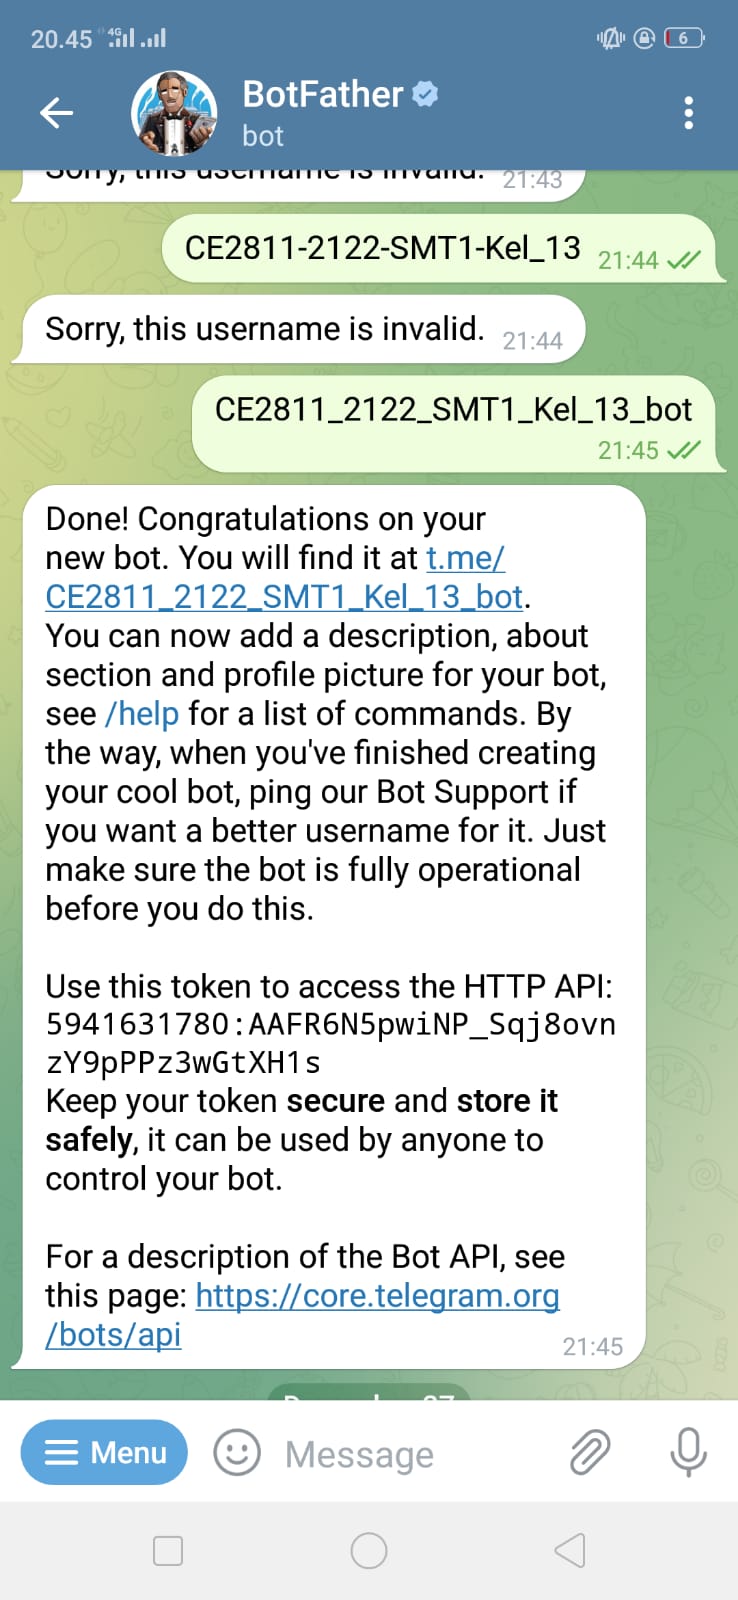 20.45 4G 6
BotFather
bot
Sorry, this username is invalid. 21:43
CE2811-2122-SMT1-Kel_13 21:44
Sorry, this username is invalid. 21:44
CE2811_2122_SMT1_Kel_13_bot
21:45
Done! Congratulations on your
new bot. You will find it at t.me/
CE2811_2122_SMT1_Kel_13_bot.
You can now add a description, about
section and profile picture for your bot,
see /help for a list of commands. By
the way, when you've finished creating
your cool bot, ping our Bot Support if
you want a better username for it. Just
make sure the bot is fully operational
before you do this.
Use this token to access the HTTP API:
5941631780:AAFR6N5pwiNP_Sqj8ovn
zY9pPPz3wGtXH1s
Keep your token secure and store it
safely, it can be used by anyone to
control your bot.
For a description of the Bot API, see
this page: https://core.telegram.org
/bots/api 21:45
Menu Message